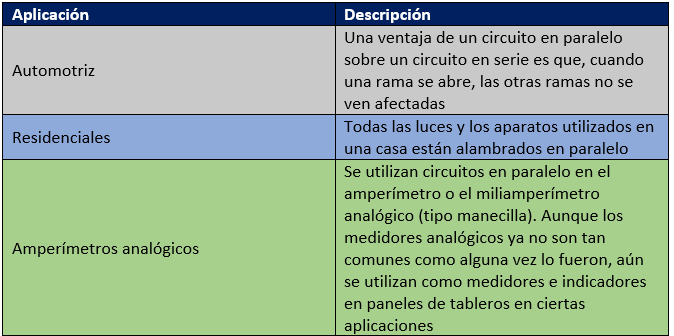 Aplicación
Descripción
Automotriz
Una ventaja de un circuito en paralelo
sobre un circuito en serie es que, cuando
una rama se abre, las otras ramas no se
ven afectadas
Residenciales
Todas las luces y los aparatos utilizados en
una casa están alambrados en paralelo
Amperímetros analógicos
Se utilizan circuitos en paralelo en el
amperímetro o el miliamperímetro
analógico (tipo manecilla). Aunque los
medidores analógicos ya no son tan
comunes como alguna vez lo fueron, aún
se utilizan como medidores e indicadores
en paneles de tableros en ciertas
aplicaciones